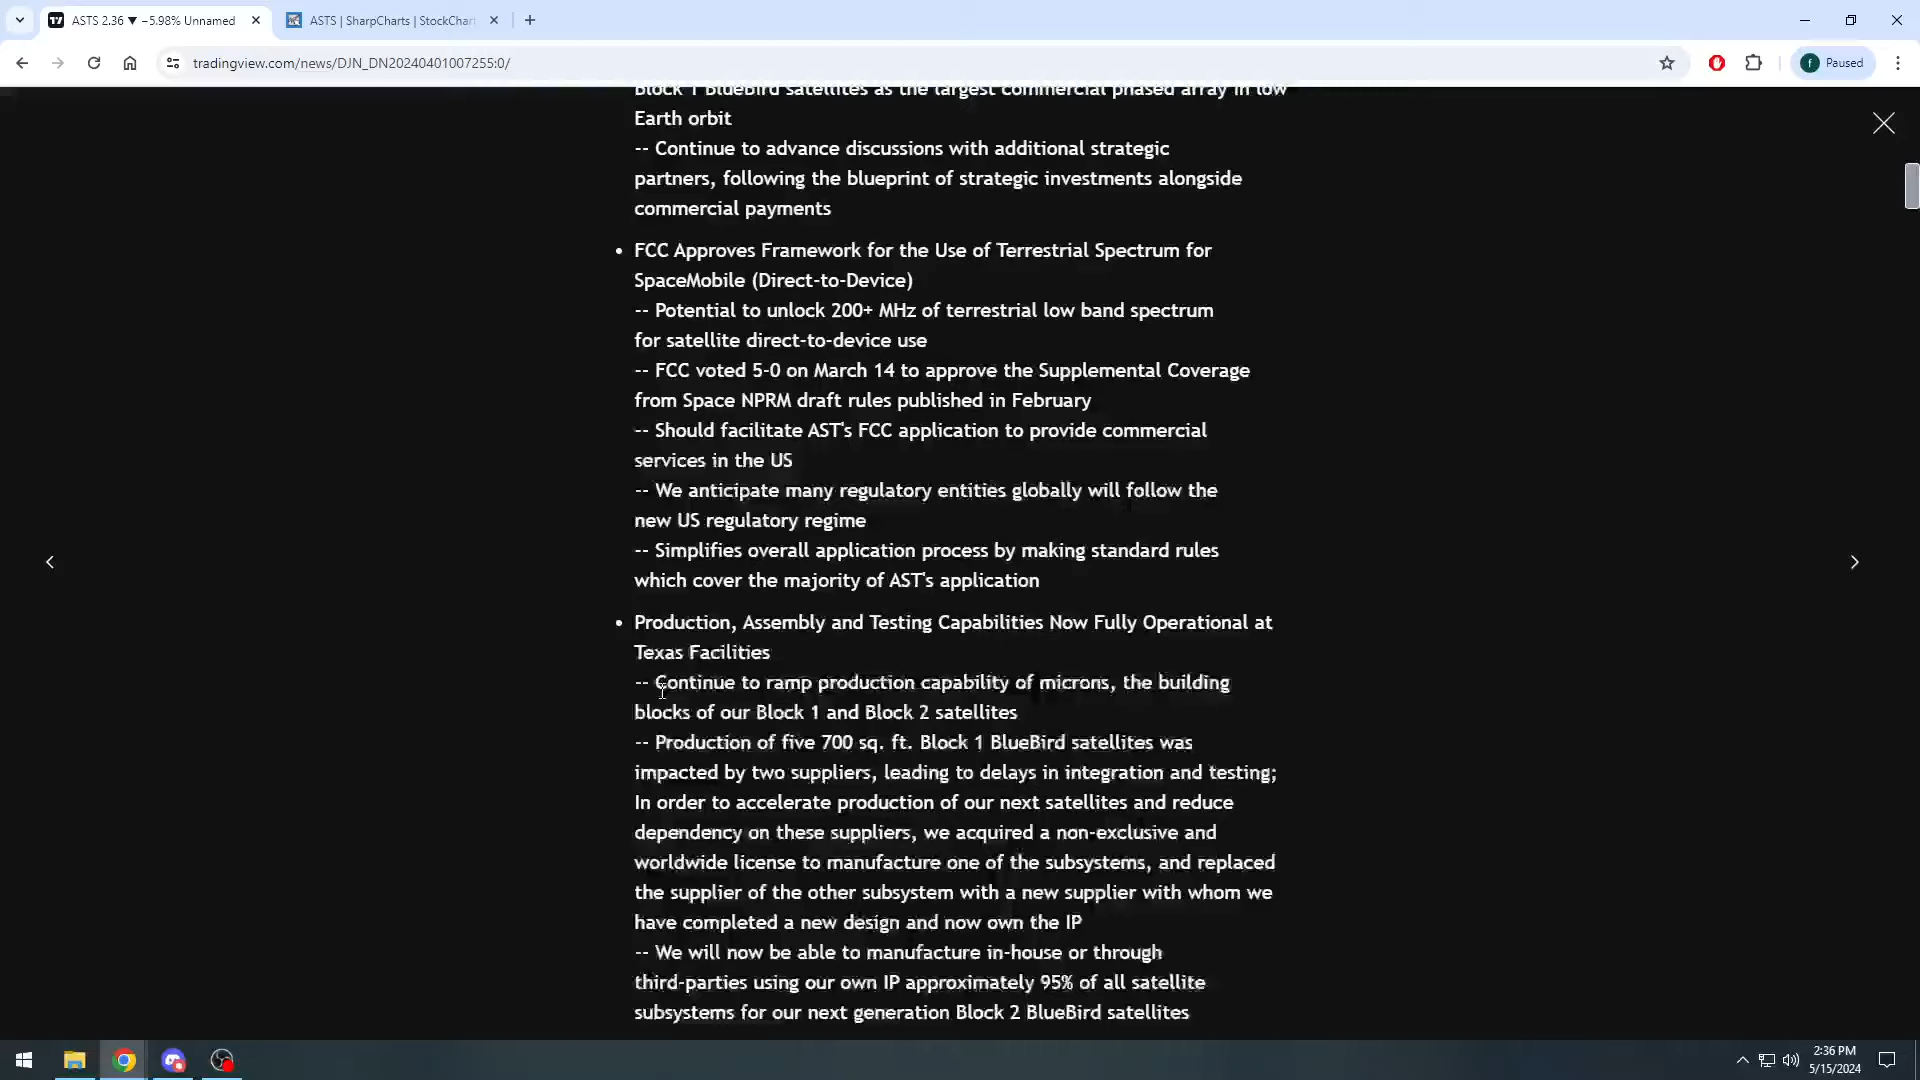 ASTS 2.36 ▼ −5.98% Unnamed
ASTS | SharpCharts | StockChar
tradingview.com/news/DJN_DN20240401007255:0/
f Paused
Block 1 BlueBird satellites as the largest commercial phased array in low
Earth orbit
-- Continue to advance discussions with additional strategic
partners, following the blueprint of strategic investments alongside
commercial payments
• FCC Approves Framework for the Use of Terrestrial Spectrum for
SpaceMobile (Direct-to-Device)
-- Potential to unlock 200+ MHz of terrestrial low band spectrum
for satellite direct-to-device use
-- FCC voted 5-0 on March 14 to approve the Supplemental Coverage
from Space NPRM draft rules published in February
-- Should facilitate AST's FCC application to provide commercial
services in the US
-- We anticipate many regulatory entities globally will follow the
new US regulatory regime
-- Simplifies overall application process by making standard rules
which cover the majority of AST's application
• Production, Assembly and Testing Capabilities Now Fully Operational at
Texas Facilities
-- Continue to ramp production capability of microns, the building
blocks of our Block 1 and Block 2 satellites
-- Production of five 700 sq. ft. Block 1 BlueBird satellites was
impacted by two suppliers, leading to delays in integration and testing;
In order to accelerate production of our next satellites and reduce
dependency on these suppliers, we acquired a non-exclusive and
worldwide license to manufacture one of the subsystems, and replaced
the supplier of the other subsystem with a new supplier with whom we
have completed a new design and now own the IP
-- We will now be able to manufacture in-house or through
third-parties using our own IP approximately 95% of all satellite
subsystems for our next generation Block 2 BlueBird satellites
2:36 PM
5/15/2024